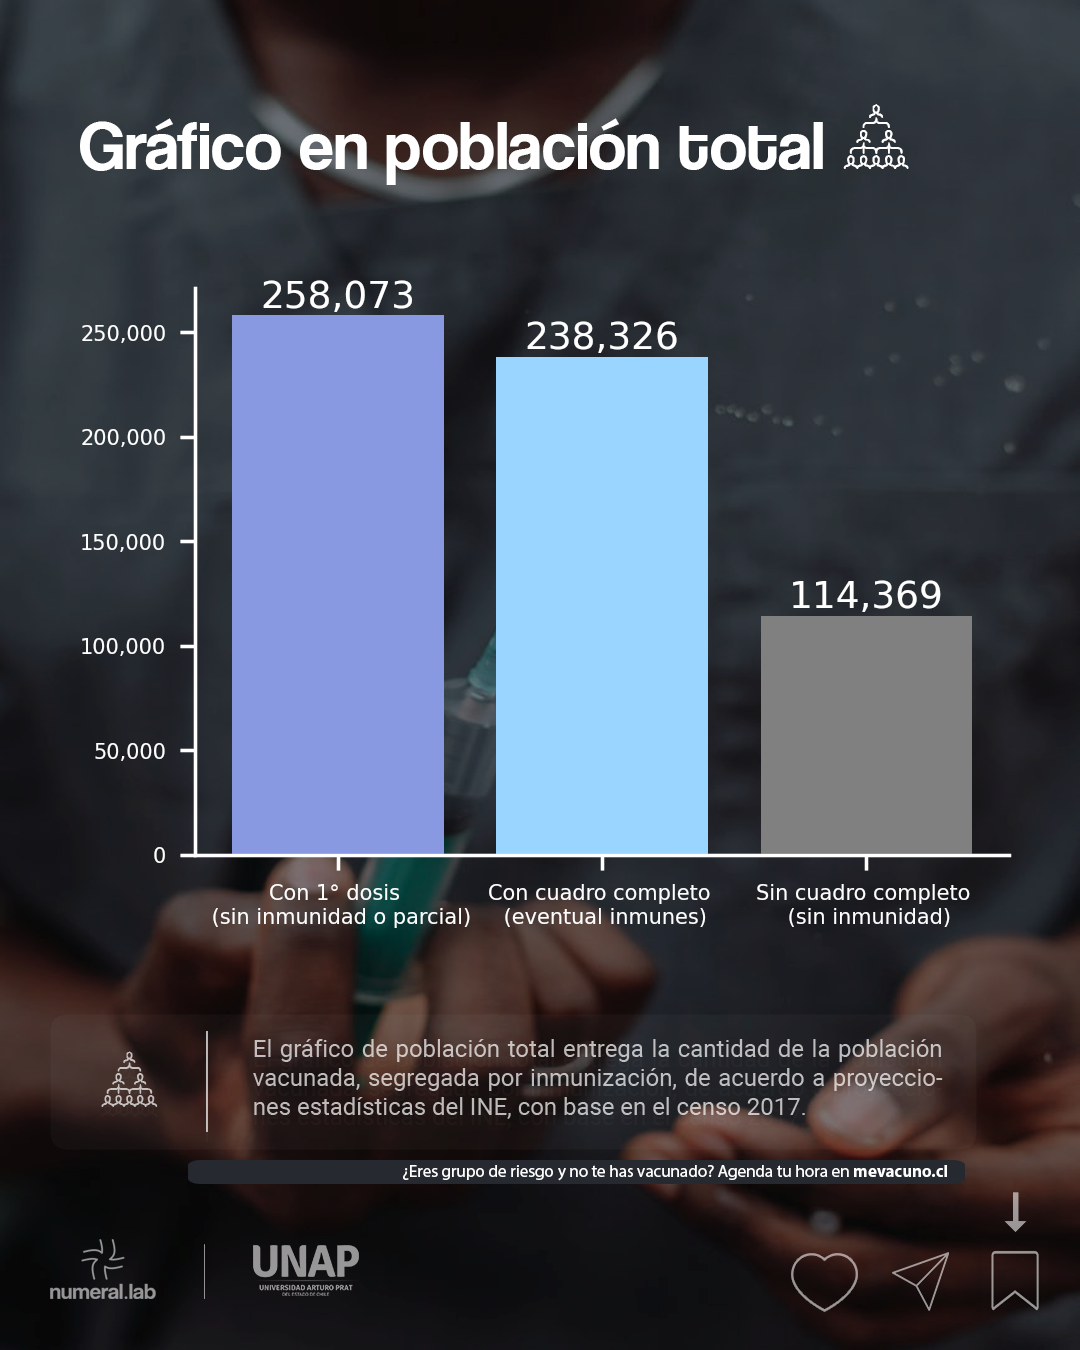 Gráfico en población total
258,073
238,326
114,369
250,000
200,000
150,000
100,000
50,000
0
Con 1° dosis
(sin inmunidad o parcial)
Con cuadro completo
(eventual inmunes)
Sin cuadro completo
(sin inmunidad)
El gráfico de población total entrega la cantidad de la población
vacunada, segregada por inmunización, de acuerdo a proyeccio-
nes estadísticas del INE, con base en el censo 2017.
¿Eres grupo de riesgo y no te has vacunado? Agenda tu hora en mevacuno.cl
numeral.lab
UNAP
UNIVERSIDAD ARTURO PRAT
DEL ESTADO DE CHILE